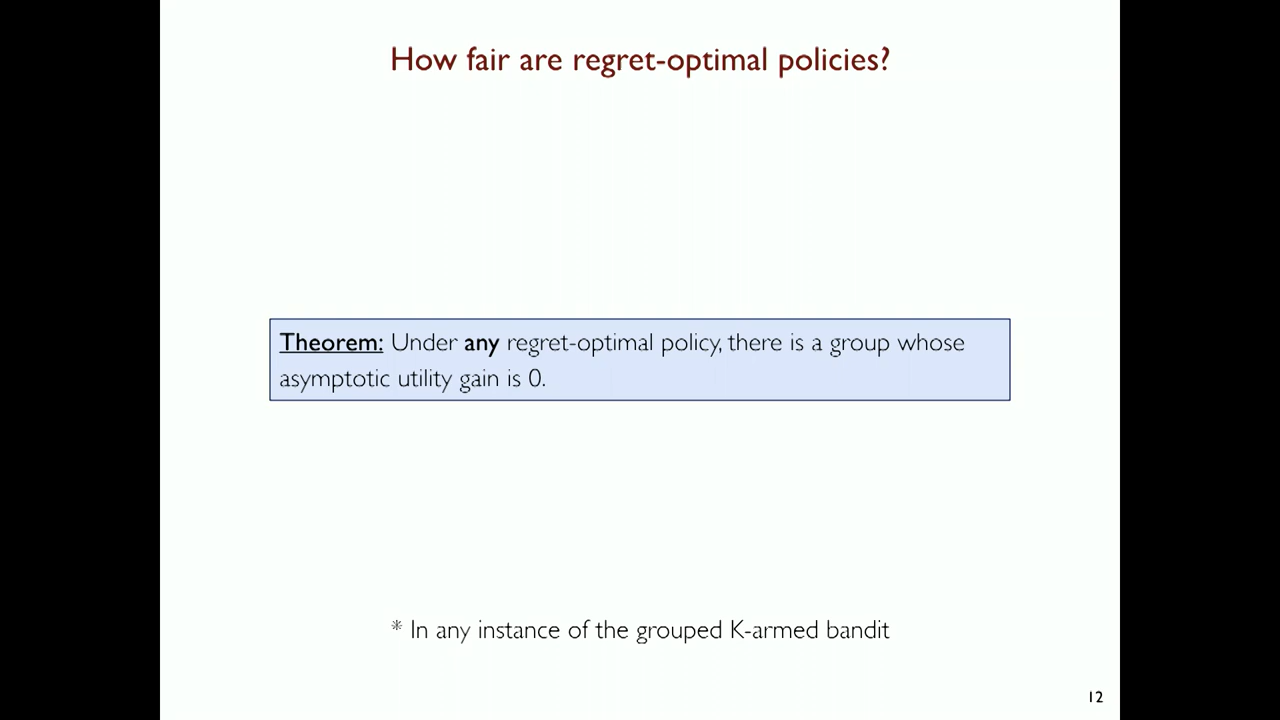 How fair are regret-optimal policies?
Theorem: Under any regret-optimal policy, there is a group whose
asymptotic utility gain is 0.
* In any instance of the grouped K-armed bandit
12